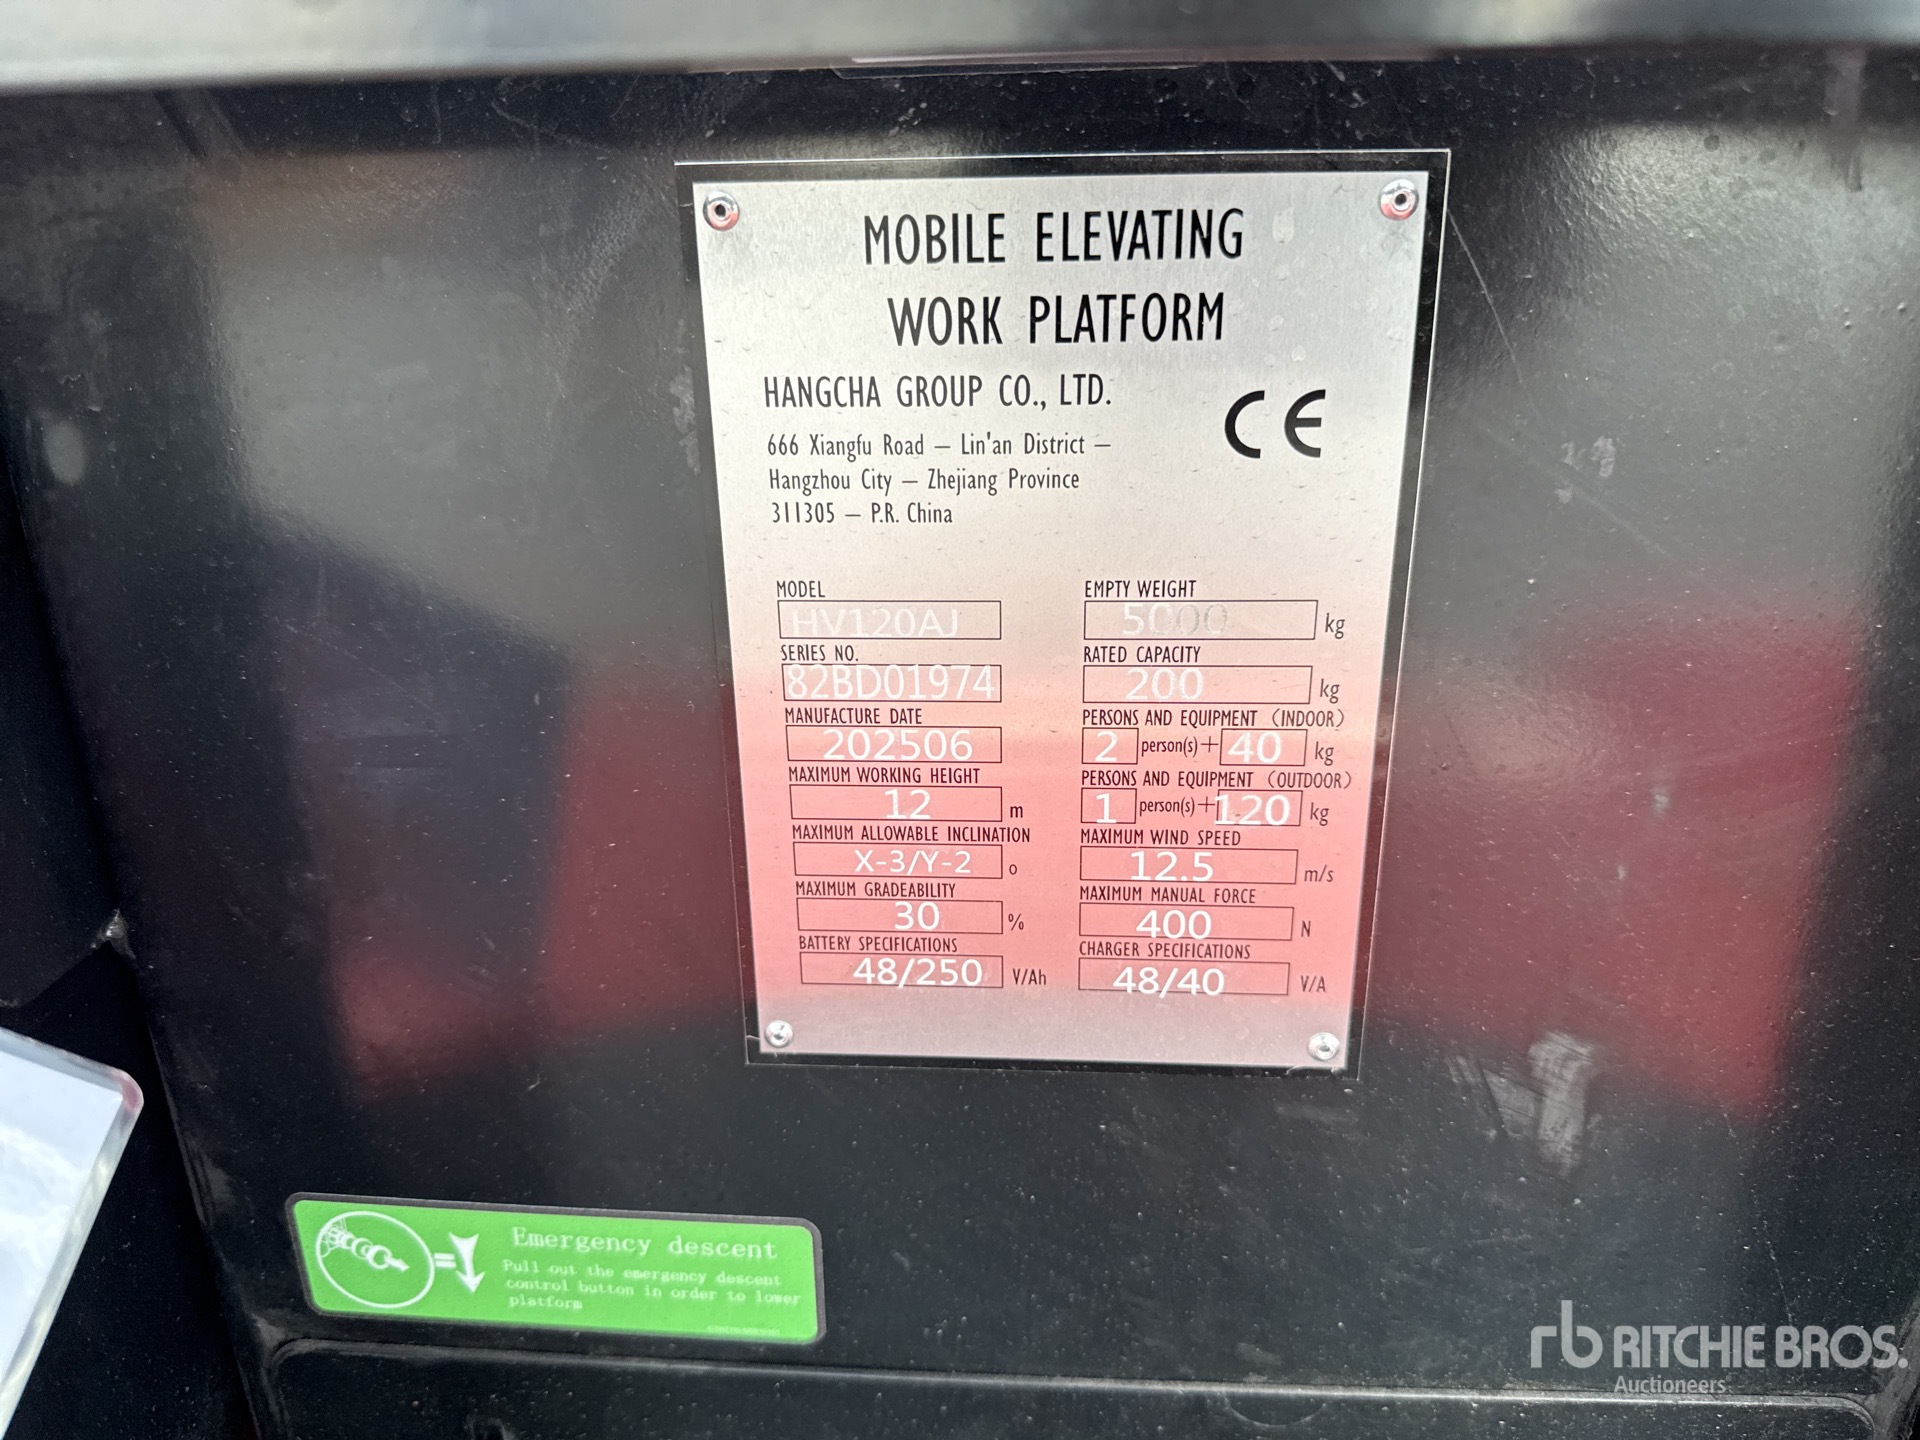 MOBILE ELEVATING
WORK PLATFORM
HANGCHA GROUP CO., LTD.
CE
666 Xiangfu Road – Lin'an District –
Hangzhou City – Zhejiang Province
311305 – P.R. China
MODEL
HV120AJ
SERIES NO.
82BD01974
MANUFACTURE DATE
202506
MAXIMUM WORKING HEIGHT
12 m
MAXIMUM ALLOWABLE INCLINATION
X-3/Y-2 °
MAXIMUM GRADEABILITY
30 %
BATTERY SPECIFICATIONS
48/250 V/Ah
EMPTY WEIGHT
5000 kg
RATED CAPACITY
200 kg
PERSONS AND EQUIPMENT (INDOOR)
2 person(s)+ 40 kg
PERSONS AND EQUIPMENT (OUTDOOR)
1 person(s)+ 120 kg
MAXIMUM WIND SPEED
12.5 m/s
MAXIMUM MANUAL FORCE
400 N
CHARGER SPECIFICATIONS
48/40 V/A
Emergency descent
Pull out the emergency descent
control button in order to lower
platform
rb RITCHIE BROS.
Auctioneers